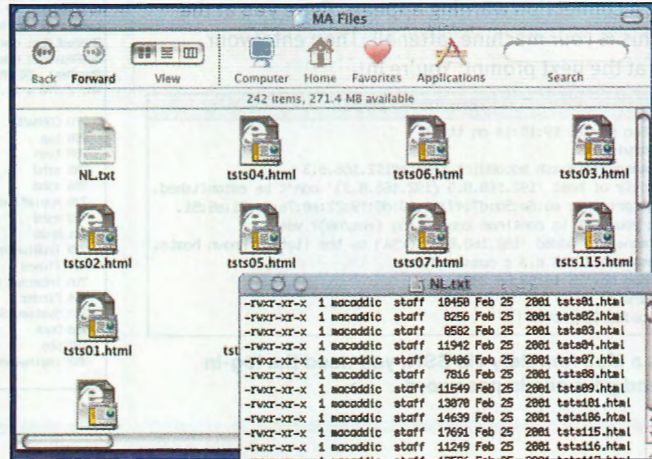 MA Files
Back Forward View Computer Home Favorites Applications Search
242 items, 271.4 MB available
NL.txt tsts04.html tsts06.html tsts03.html
tsts02.html tsts05.html tsts07.html tsts115.html
tsts01.html tst
NL.txt
-rwxr-xr-x 1 macaddic staff 10450 Feb 25 2001 tsts01.html
-rwxr-xr-x 1 macaddic staff 8256 Feb 25 2001 tsts02.html
-rwxr-xr-x 1 macaddic staff 6582 Feb 25 2001 tsts03.html
-rwxr-xr-x 1 macaddic staff 11942 Feb 25 2001 tsts04.html
-rwxr-xr-x 1 macaddic staff 9406 Feb 25 2001 tsts07.html
-rwxr-xr-x 1 macaddic staff 7816 Feb 25 2001 tsts08.html
-rwxr-xr-x 1 macaddic staff 11549 Feb 25 2001 tsts09.html
-rwxr-xr-x 1 macaddic staff 13070 Feb 25 2001 tsts101.html
-rwxr-xr-x 1 macaddic staff 14639 Feb 25 2001 tsts106.html
-rwxr-xr-x 1 macaddic staff 17691 Feb 25 2001 tsts115.html
-rwxr-xr-x 1 macaddic staff 11249 Feb 25 2001 tsts116.html